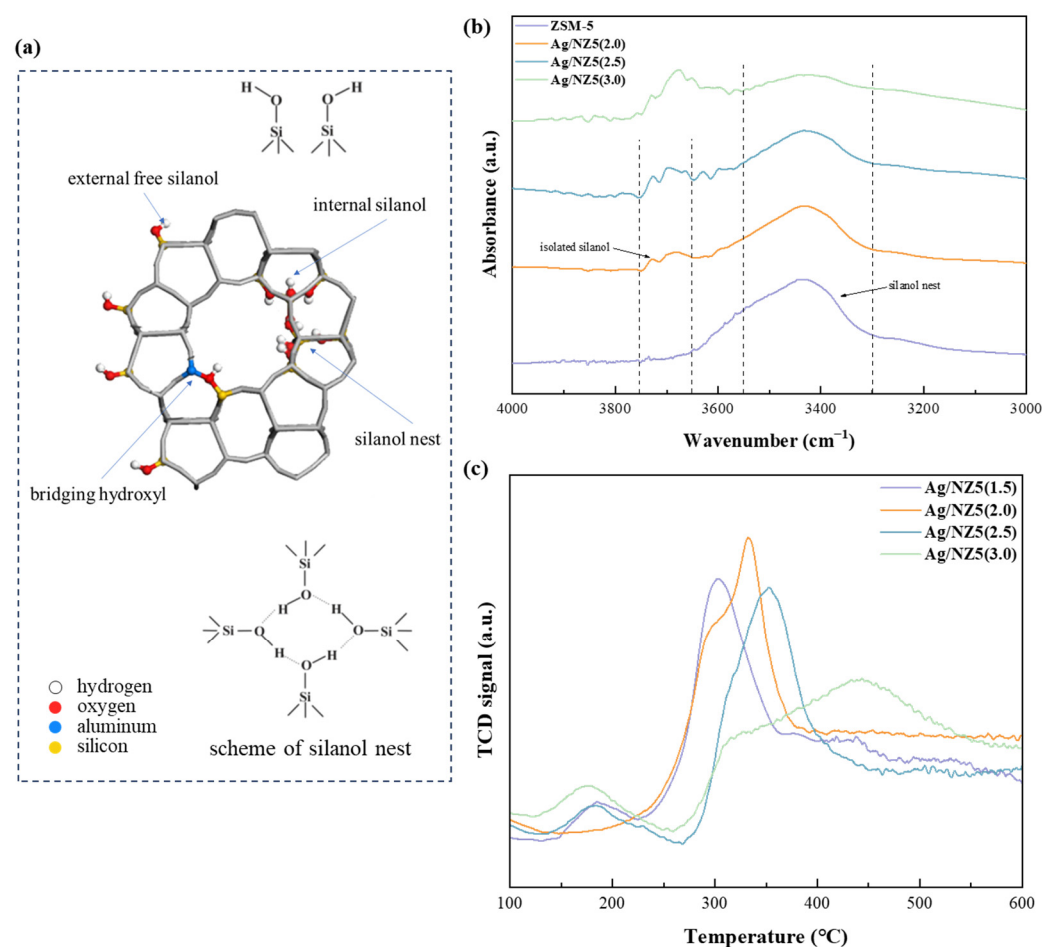 (a)
H
O
Si
H
O
Si
external free silanol
internal silanol
silanol nest
bridging hydroxyl
Si
O
H
H
Si
O
O
Si
H
H
O
Si
hydrogen
oxygen
aluminum
silicon
scheme of silanol nest
(b)
ZSM-5
Ag/NZ5(2.0)
Ag/NZ5(2.5)
Ag/NZ5(3.0)
isolated silanol
silanol nest
Absorbance (a.u.)
4000 3800 3600 3400 3200 3000
Wavenumber (cm⁻¹)
(c)
Ag/NZ5(1.5)
Ag/NZ5(2.0)
Ag/NZ5(2.5)
Ag/NZ5(3.0)
TCD signal (a.u.)
100 200 300 400 500 600
Temperature (°C)